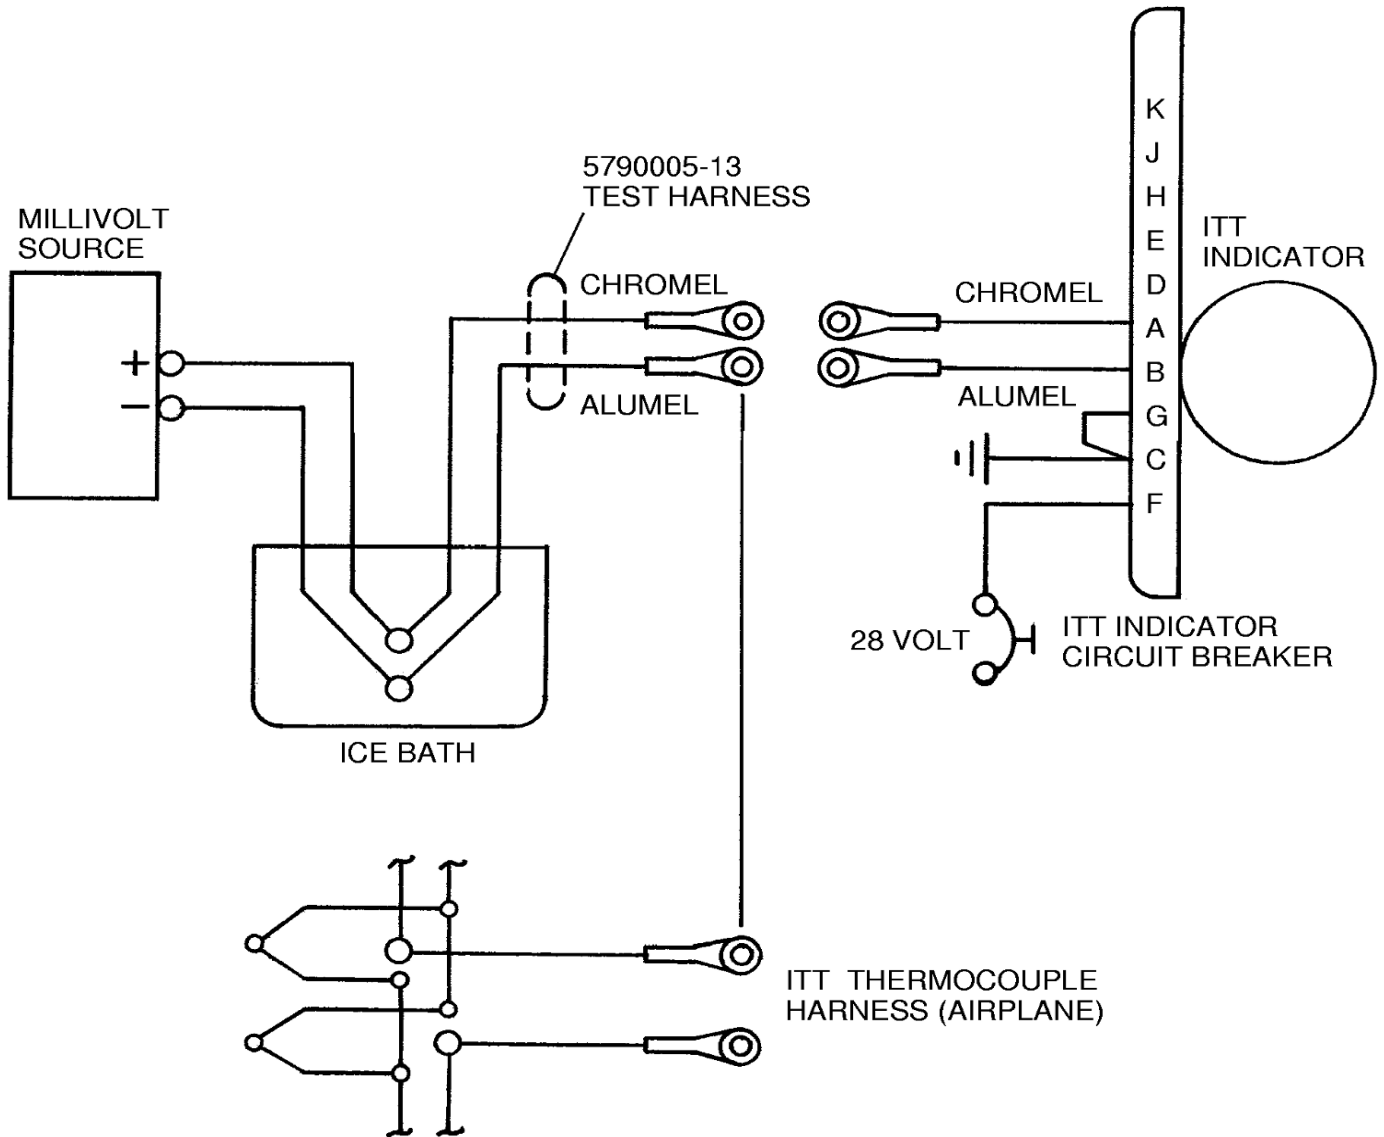 5790005-13
TEST HARNESS
MILLIVOLT
SOURCE
+
−
CHROMEL
ALUMEL
ICE BATH
CHROMEL
ALUMEL
K
J
H
E
D
A
B
G
C
F
ITT
INDICATOR
28 VOLT
ITT INDICATOR
CIRCUIT BREAKER
ITT THERMOCOUPLE
HARNESS (AIRPLANE)